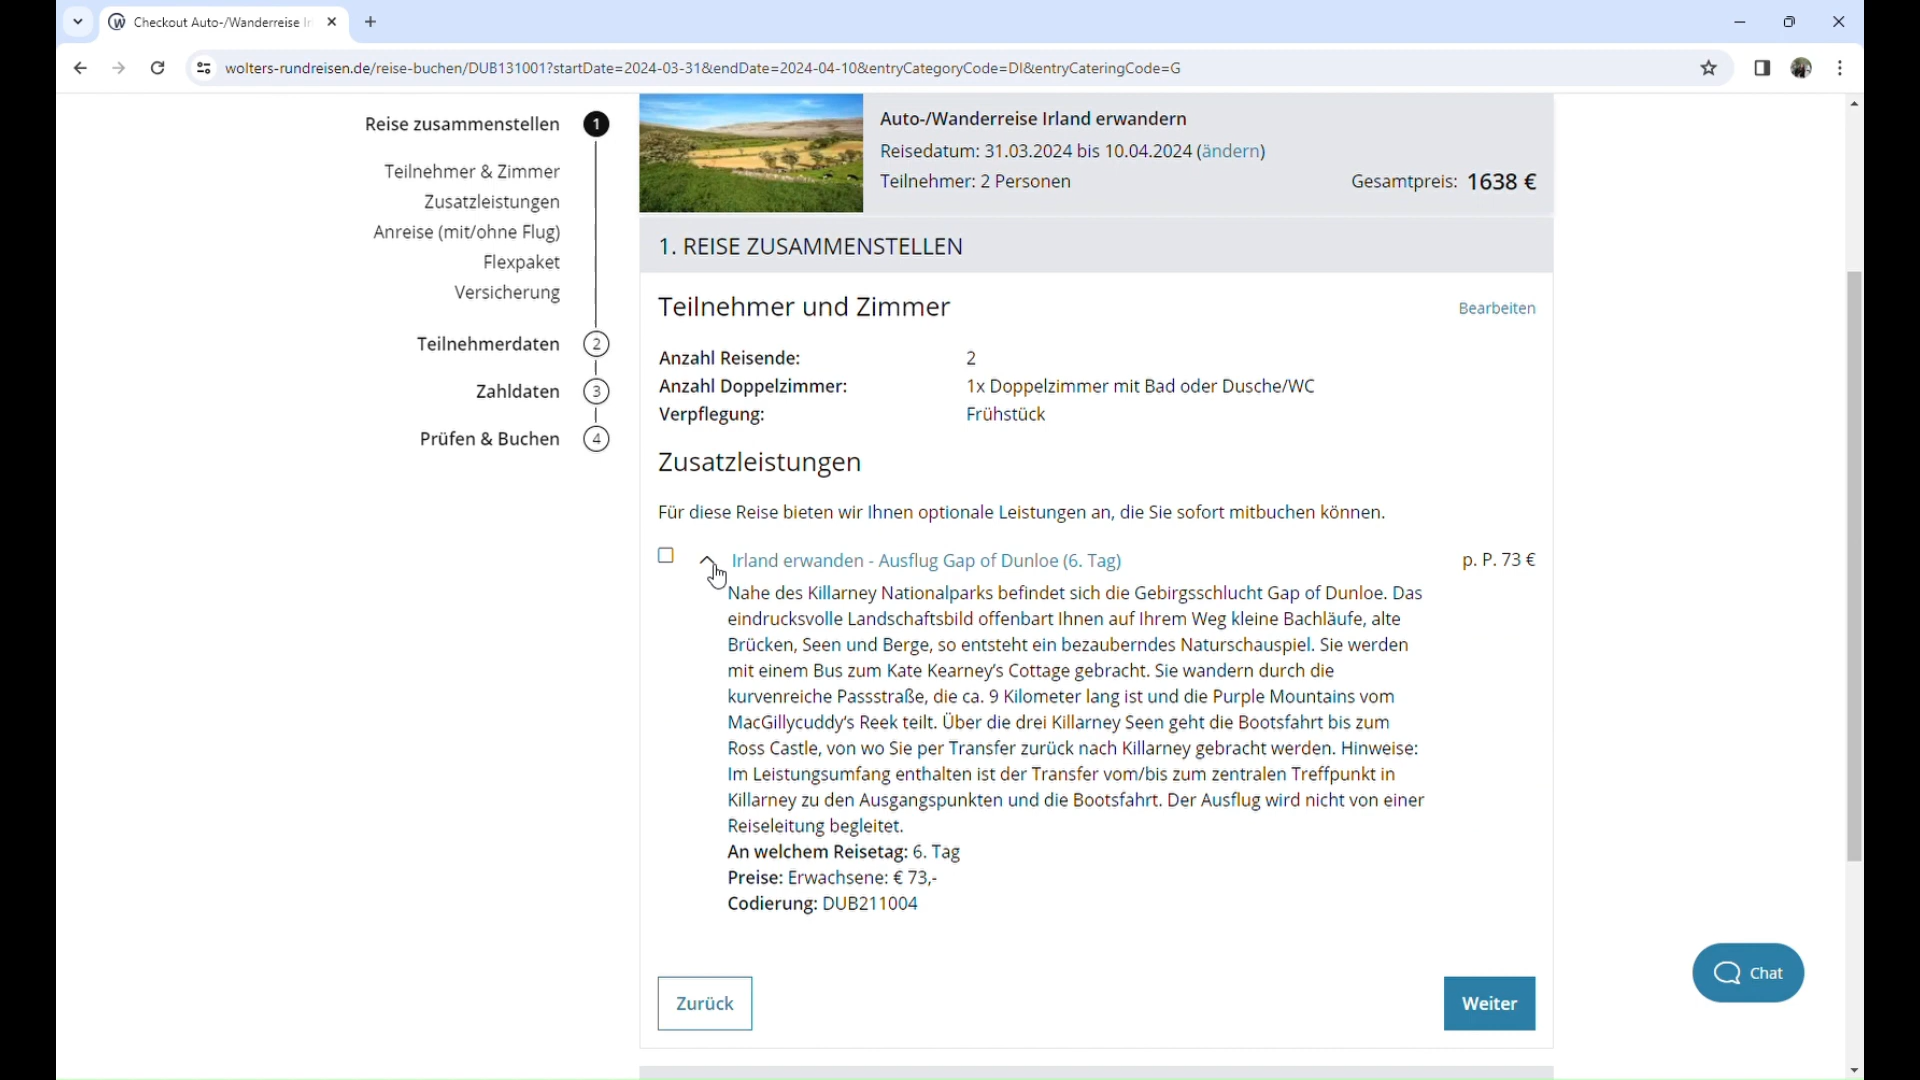 Checkout Auto-/Wanderreise Ir
wolters-rundreisen.de/reise-buchen/DUB131001?startDate=2024-03-31&endDate=2024-04-10&entryCategoryCode=DI&entryCateringCode=G
Reise zusammenstellen 1
Teilnehmer & Zimmer
Zusatzleistungen
Anreise (mit/ohne Flug)
Flexpaket
Versicherung
Teilnehmerdaten 2
Zahldaten 3
Prüfen & Buchen 4
Auto-/Wanderreise Irland erwandern
Reisedatum: 31.03.2024 bis 10.04.2024 (ändern)
Teilnehmer: 2 Personen
Gesamtpreis: 1638 €
1. REISE ZUSAMMENSTELLEN
Teilnehmer und Zimmer
Bearbeiten
Anzahl Reisende: 2
Anzahl Doppelzimmer: 1x Doppelzimmer mit Bad oder Dusche/WC
Verpflegung: Frühstück
Zusatzleistungen
Für diese Reise bieten wir Ihnen optionale Leistungen an, die Sie sofort mitbuchen können.
Irland erwanden - Ausflug Gap of Dunloe (6. Tag)
p. P. 73 €
Nahe des Killarney Nationalparks befindet sich die Gebirgsschlucht Gap of Dunloe. Das
eindrucksvolle Landschaftsbild offenbart Ihnen auf Ihrem Weg kleine Bachläufe, alte
Brücken, Seen und Berge, so entsteht ein bezauberndes Naturschauspiel. Sie werden
mit einem Bus zum Kate Kearney's Cottage gebracht. Sie wandern durch die
kurvenreiche Passstraße, die ca. 9 Kilometer lang ist und die Purple Mountains vom
MacGillycuddy's Reek teilt. Über die drei Killarney Seen geht die Bootsfahrt bis zum
Ross Castle, von wo Sie per Transfer zurück nach Killarney gebracht werden. Hinweise:
Im Leistungsumfang enthalten ist der Transfer vom/bis zum zentralen Treffpunkt in
Killarney zu den Ausgangspunkten und die Bootsfahrt. Der Ausflug wird nicht von einer
Reiseleitung begleitet.
An welchem Reisetag: 6. Tag
Preise: Erwachsene: € 73,-
Codierung: DUB211004
Zurück
Weiter
Chat